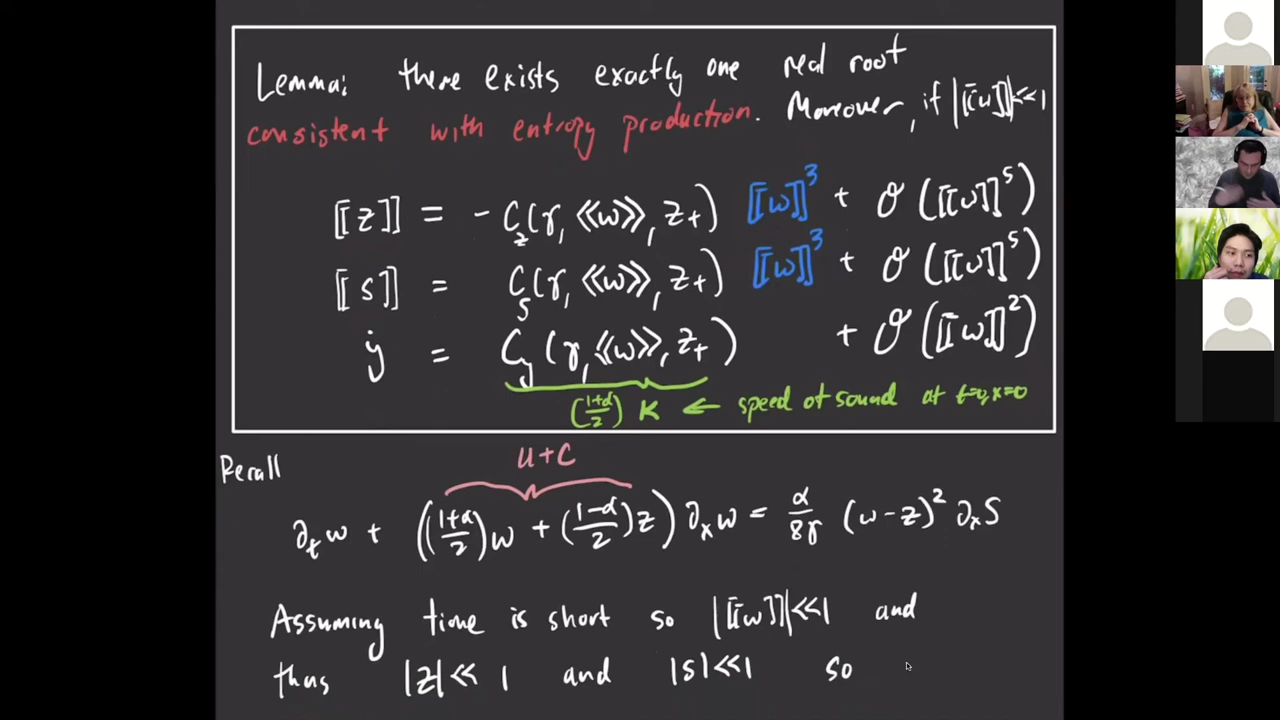 Lemma: there exists exactly one real root
consistent with entropy production. Moreover, if |⟦w⟧| << 1
⟦z⟧ = - C_z(γ, ⟪w⟫, z_+) ⟦w⟧^3 + O(⟦w⟧^5)
⟦s⟧ = C_s(γ, ⟪w⟫, z_+) ⟦w⟧^3 + O(⟦w⟧^5)
ẏ = C_y(γ, ⟪w⟫, z_+) + O(⟦w⟧^2)
((1+α)/2) K ← speed of sound at t=0, x=0
Recall
u+c
∂_t w + (((1+α)/2) w + ((1-α)/2) z) ∂_x w = α/(8γ) (w-z)^2 ∂_x S
Assuming time is short so |⟦w⟧| << 1 and
thus |z| << 1 and |s| << 1 so